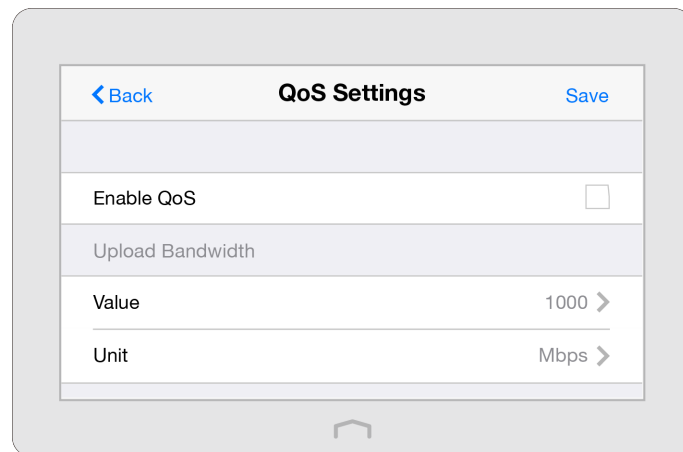 Back QoS Settings Save
Enable QoS
Upload Bandwidth
Value 1000
Unit Mbps